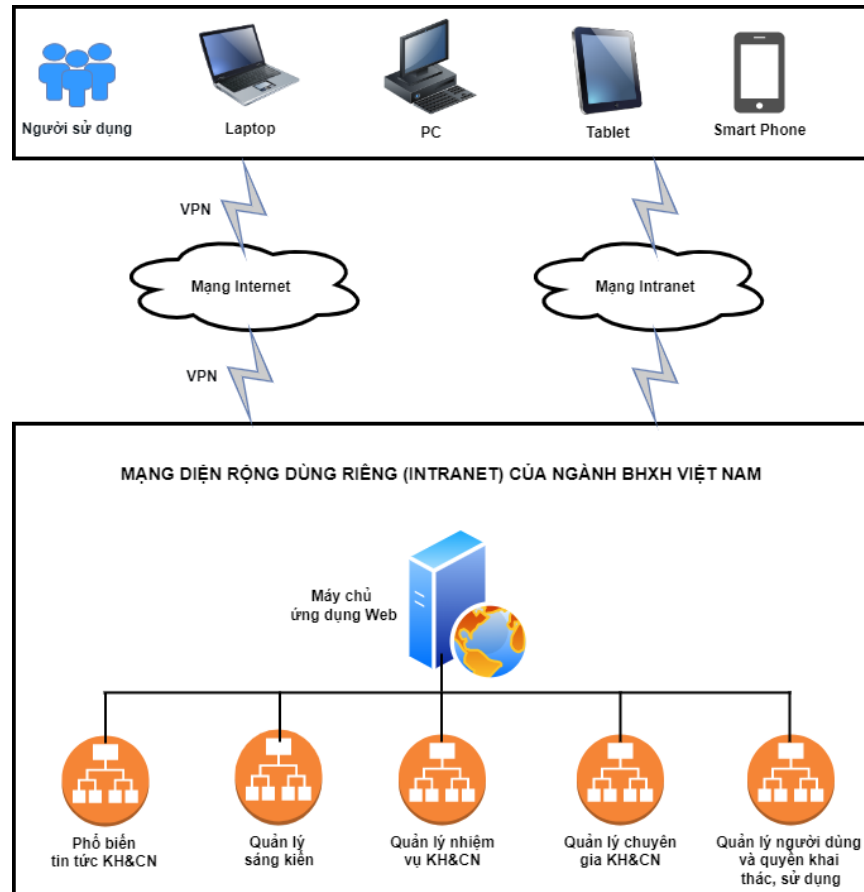 Người sử dụng
Laptop
PC
Tablet
Smart Phone
VPN
Mạng Internet
Mạng Intranet
VPN
MẠNG DIỆN RỘNG DÙNG RIÊNG (INTRANET) CỦA NGÀNH BHXH VIỆT NAM
Máy chủ
ứng dụng Web
Phổ biến
tin tức KH&CN
Quản lý
sáng kiến
Quản lý nhiệm
vụ KH&CN
Quản lý chuyên
gia KH&CN
Quản lý người dùng
và quyền khai
thác, sử dụng